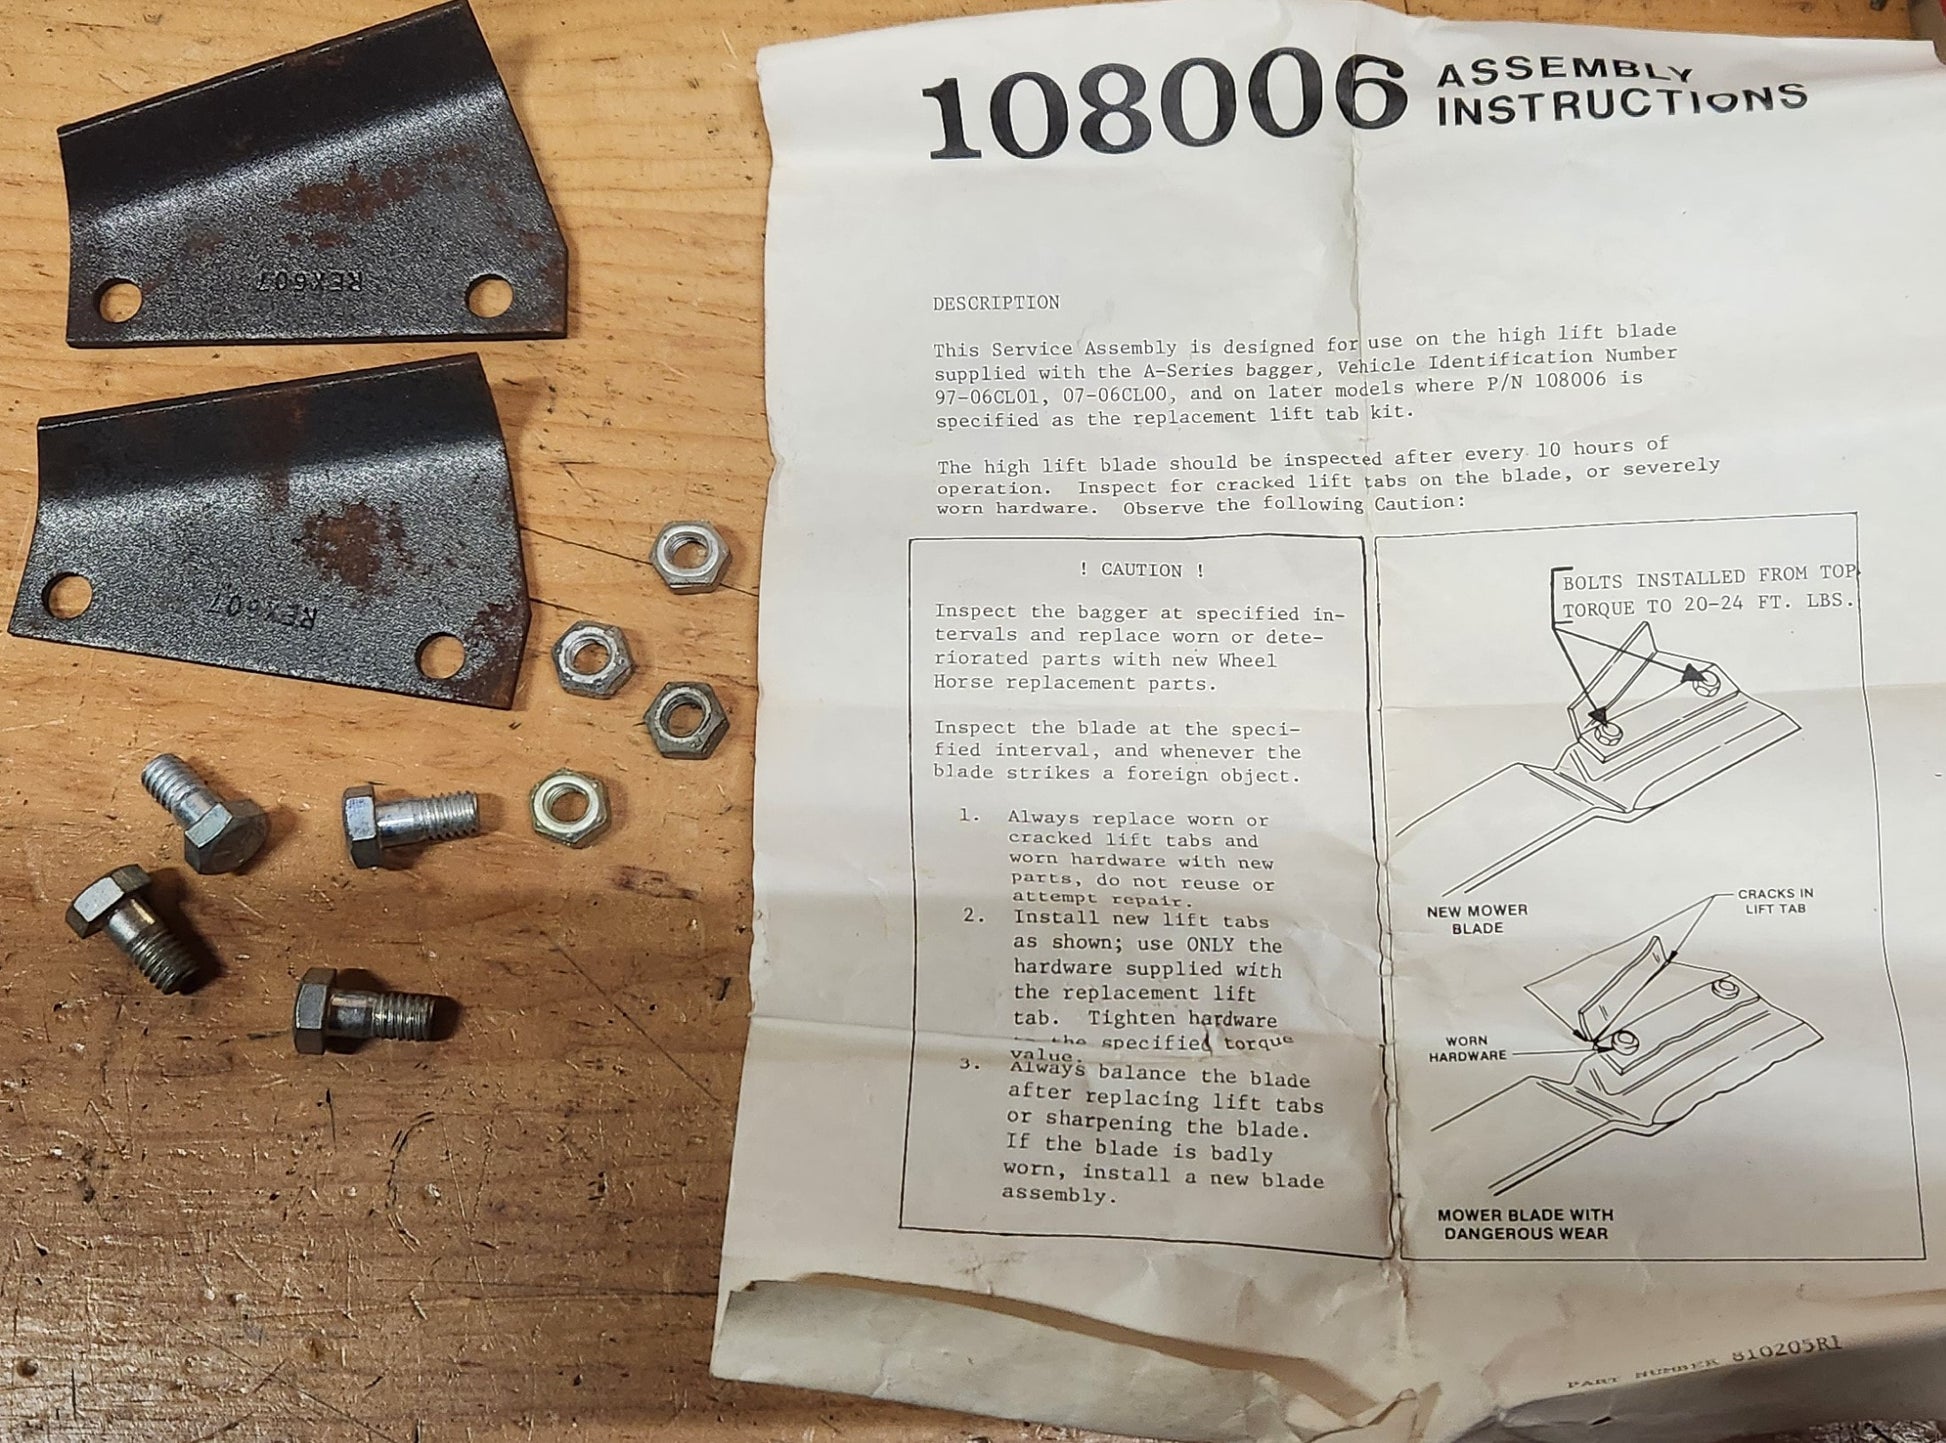 REX607
REX607
108006 ASSEMBLY
INSTRUCTIONS
DESCRIPTION
This Service Assembly is designed for use on the high lift blade
supplied with the A-Series bagger, Vehicle Identification Number
97-06CL01, 07-06CL00, and on later models where P/N 108006 is
specified as the replacement lift tab kit.
The high lift blade should be inspected after every 10 hours of
operation. Inspect for cracked lift tabs on the blade, or severely
worn hardware. Observe the following Caution:
! CAUTION !
Inspect the bagger at specified in-
tervals and replace worn or dete-
riorated parts with new Wheel
Horse replacement parts.
Inspect the blade at the speci-
fied interval, and whenever the
blade strikes a foreign object.
1. Always replace worn or
cracked lift tabs and
worn hardware with new
parts, do not reuse or
attempt repair.
2. Install new lift tabs
as shown; use ONLY the
hardware supplied with
the replacement lift
tab. Tighten hardware
the specified torque
value.
3. Always balance the blade
after replacing lift tabs
or sharpening the blade.
If the blade is badly
worn, install a new blade
assembly.
BOLTS INSTALLED FROM TOP
TORQUE TO 20-24 FT. LBS.
NEW MOWER
BLADE
CRACKS IN
LIFT TAB
WORN
HARDWARE
MOWER BLADE WITH
DANGEROUS WEAR
PART NUMBER 810205R1